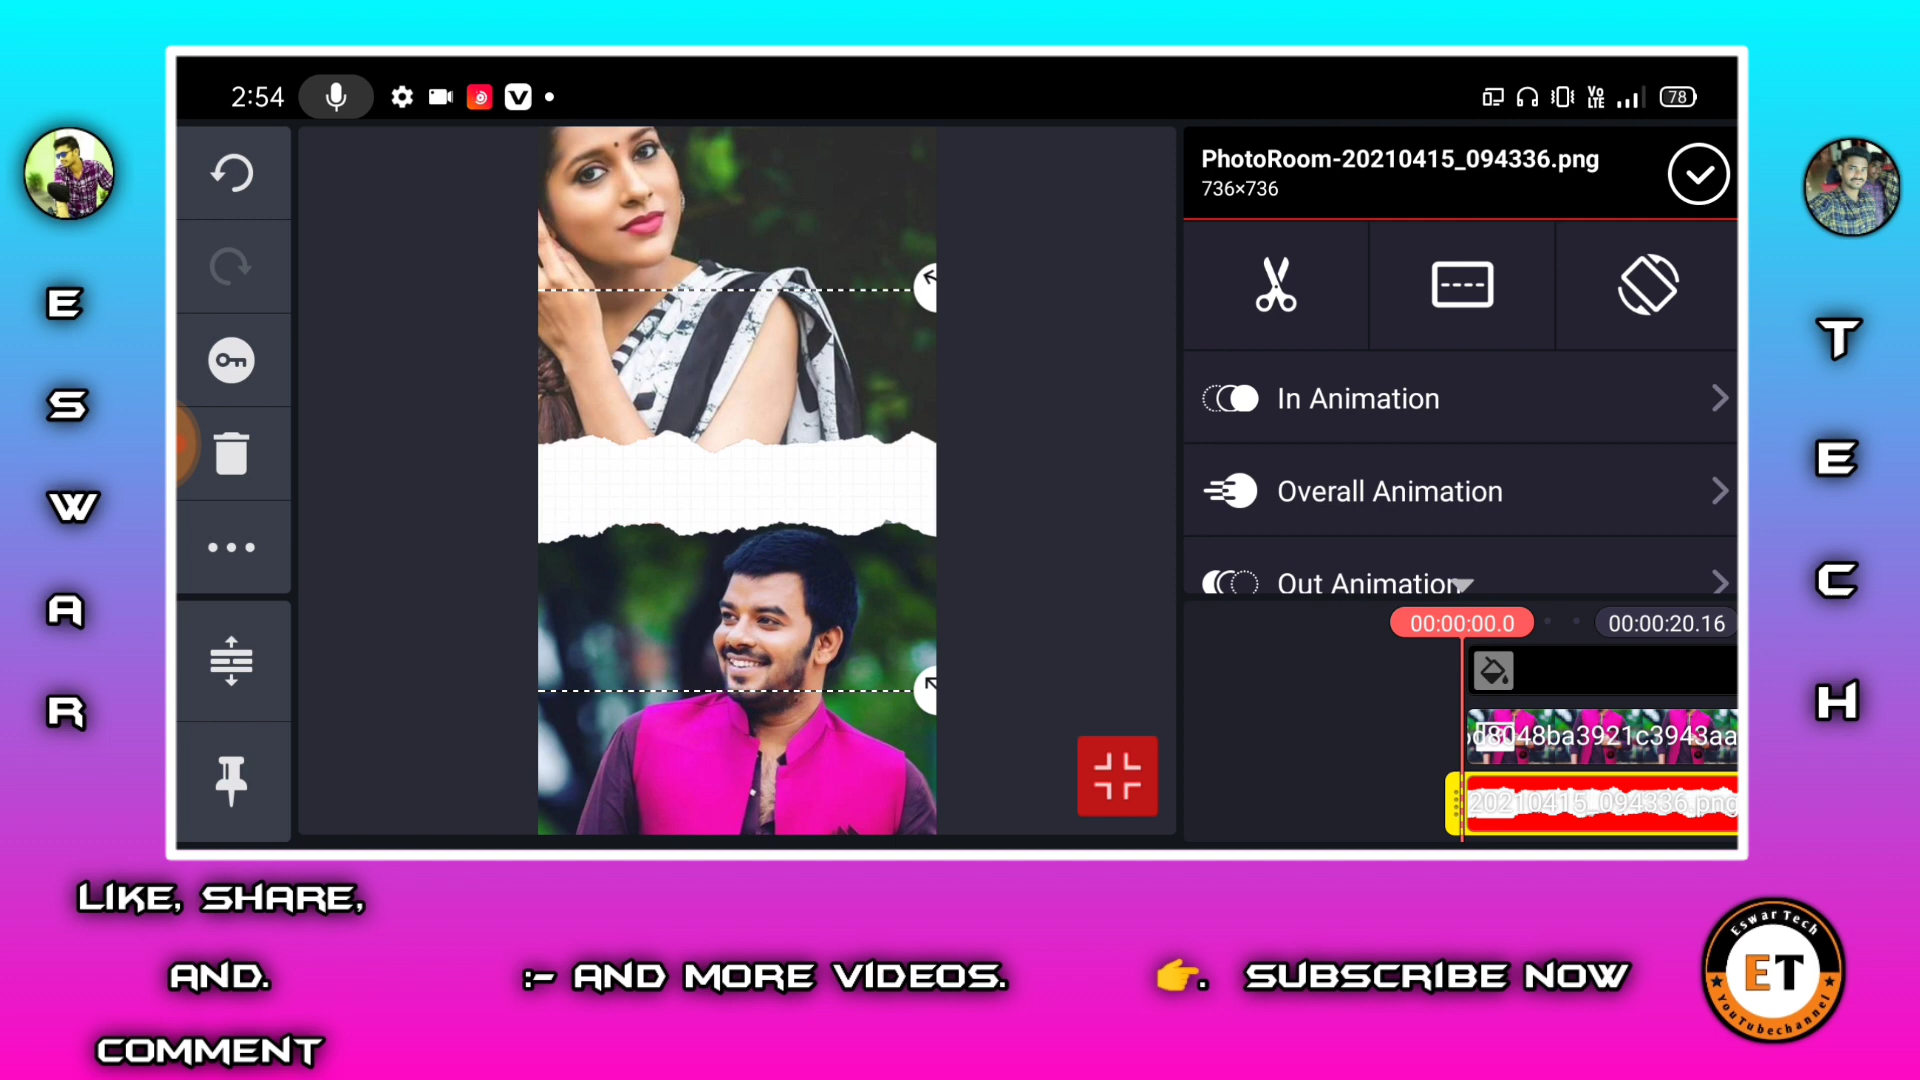 2:54
Vo
LTE
78
PhotoRoom-20210415_094336.png
736×736
In Animation
Overall Animation
Out Animation
00:00:00.0
00:00:20.16
d8048ba3921c3943aa
20210415_094336.png
E
S
W
A
R
T
E
C
H
LIKE, SHARE,
AND.
COMMENT
:- AND MORE VIDEOS.
👉. SUBSCRIBE NOW
Eswar Tech
ET
YouTubechannel